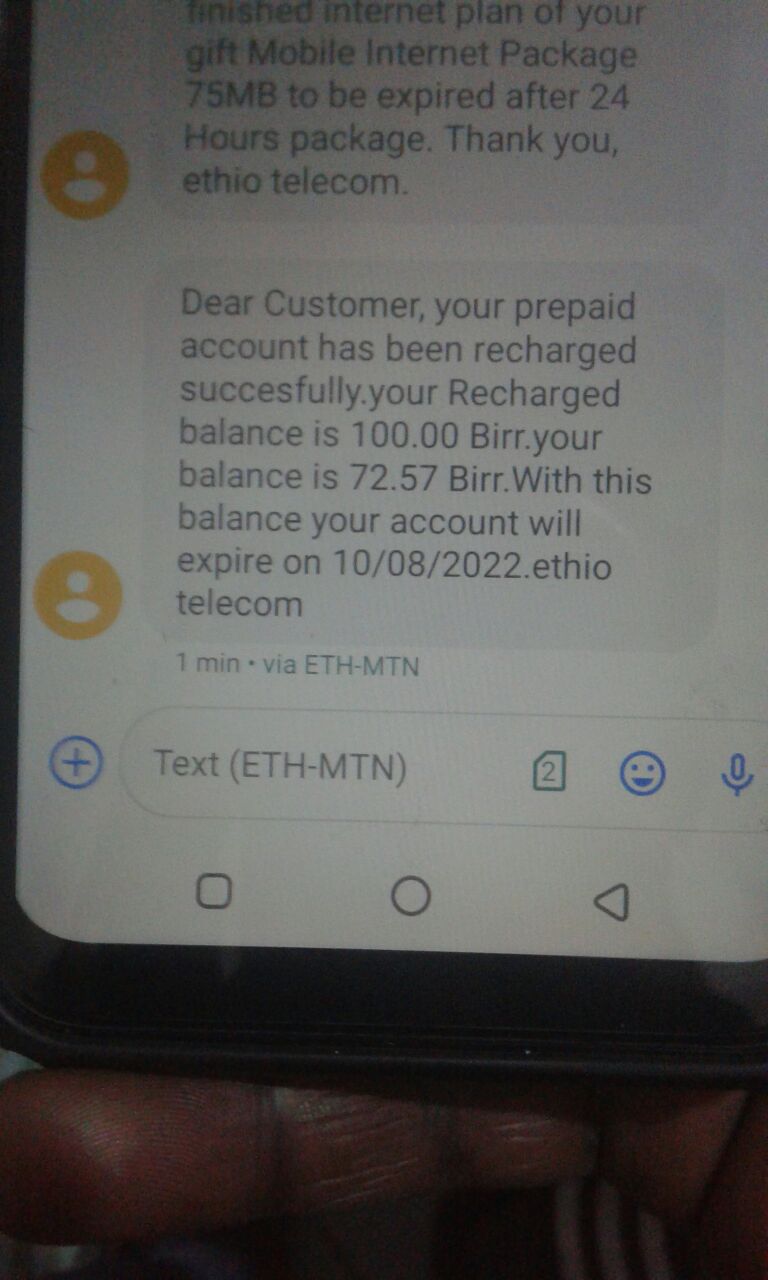 finished internet plan of your
gift Mobile Internet Package
75MB to be expired after 24
Hours package. Thank you,
ethio telecom.
Dear Customer, your prepaid
account has been recharged
succesfully.your Recharged
balance is 100.00 Birr.your
balance is 72.57 Birr.With this
balance your account will
expire on 10/08/2022.ethio
telecom
1 min • via ETH-MTN
Text (ETH-MTN)
2